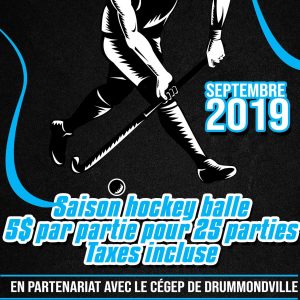 SEPTEMBRE
2019
Saison hockey balle
5$ par partie pour 25 parties
Taxes incluse
EN PARTENARIAT AVEC LE CÉGEP DE DRUMMONDVILLE